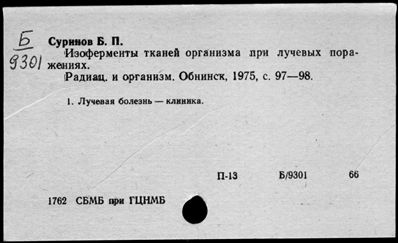 Б
9301
Суринов Б. П.
Изоферменты тканей организма при лучевых пора-
жениях.
Радиац. и организм. Обнинск, 1975, с. 97—98.
1. Лучевая болезнь — клиника.
П-13 Б/9301 66
1762 СБМБ при ГЦНМБ